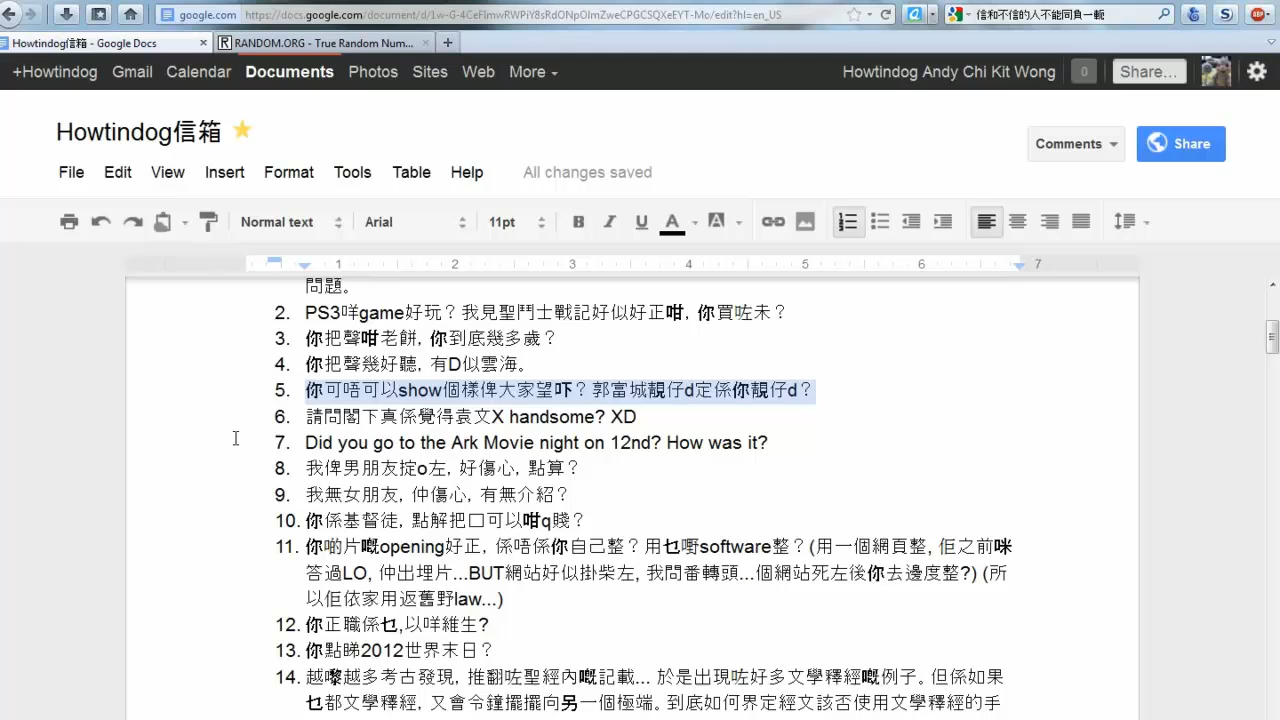 google.com https://docs.google.com/document/d/1w-G-4CeFImwRWPiY8sRdONpOlmZweCPGCSQXeEYT-Mo/edit?hl=en_US 信和不信的人不能同負一軛
Howtindog信箱 - Google Docs RANDOM.ORG - True Random Num...
+Howtindog Gmail Calendar Documents Photos Sites Web More Howtindog Andy Chi Kit Wong 0 Share...
Howtindog信箱
Comments Share
File Edit View Insert Format Tools Table Help All changes saved
Normal text Arial 11pt B I U A A
1 2 3 4 5 6 7
問題。
2. PS3咩game好玩？我見聖鬥士戰記好似好正咁, 你買咗未？
3. 你把聲咁老餅, 你到底幾多歲？
4. 你把聲幾好聽, 有D似雲海。
5. 你可唔可以show個樣俾大家望吓？郭富城靚仔d定係你靚仔d？
6. 請問閣下真係覺得袁文X handsome? XD
7. Did you go to the Ark Movie night on 12nd? How was it?
8. 我俾男朋友掟o左, 好傷心, 點算？
9. 我無女朋友, 仲傷心, 有無介紹？
10. 你係基督徒, 點解把口可以咁q賤？
11. 你啲片嘅opening好正, 係唔係你自己整？用乜嘢software整？(用一個網頁整, 佢之前咪
答過LO, 仲出埋片...BUT網站好似掛柴左, 我問番轉頭...個網站死左後你去邊度整?) (所
以佢依家用返舊野law...)
12. 你正職係乜,以咩維生?
13. 你點睇2012世界末日？
14. 越嚟越多考古發現, 推翻咗聖經內嘅記載... 於是出現咗好多文學釋經嘅例子。但係如果
乜都文學釋經, 又會令鐘擺擺向另一個極端。到底如何界定經文該否使用文學釋經的手